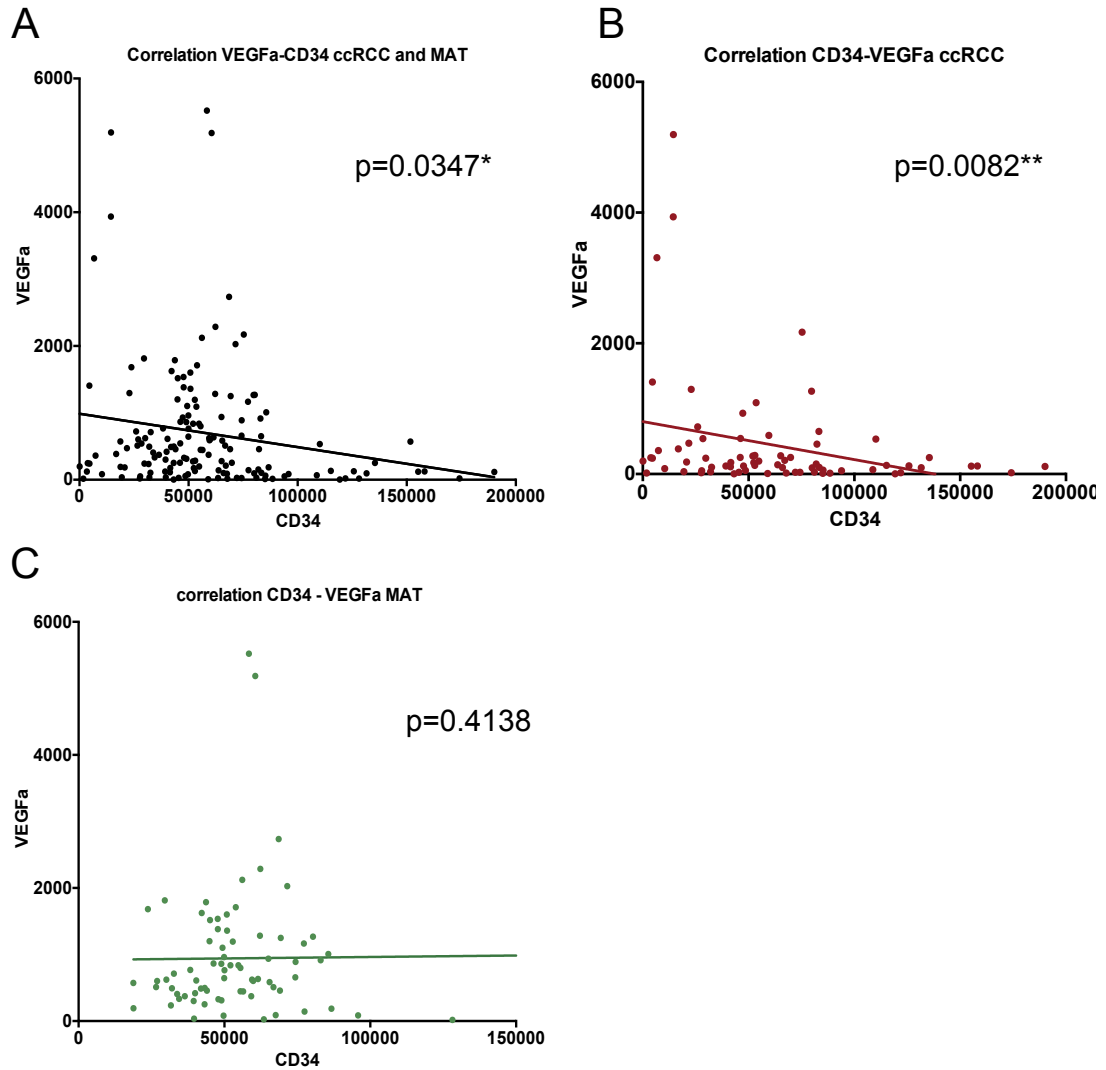 A
Correlation VEGFa-CD34 ccRCC and MAT
6000
4000
2000
0
VEGFa
p=0.0347*
0
50000
100000
150000
200000
CD34
B
Correlation CD34-VEGFa ccRCC
6000
4000
2000
0
VEGFa
p=0.0082**
0
50000
100000
150000
200000
CD34
C
correlation CD34 - VEGFa MAT
6000
4000
2000
0
VEGFa
p=0.4138
0
50000
100000
150000
CD34